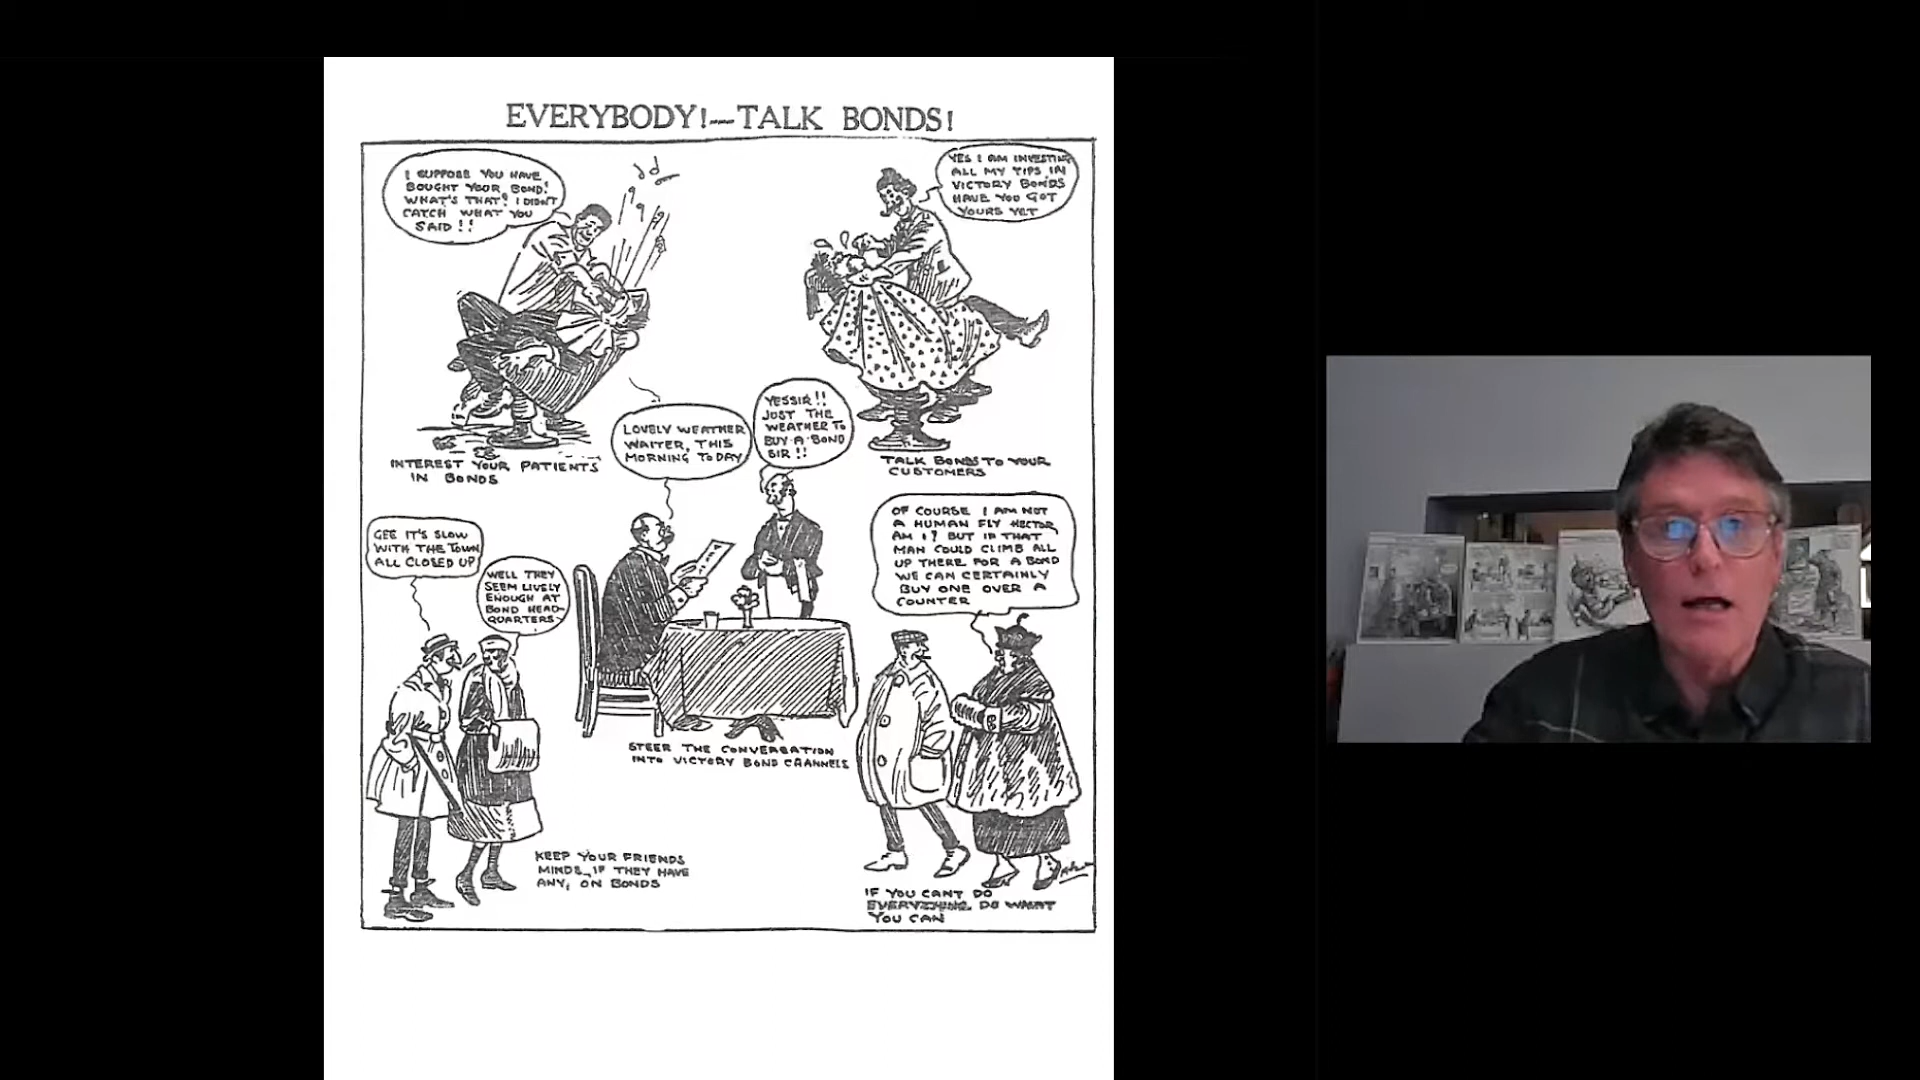 EVERYBODY!—TALK BONDS!
I SUPPOSE YOU HAVE
BOUGHT YOUR BOND!
WHAT'S THAT? I DIDN'T
CATCH WHAT YOU
SAID!!
INTEREST YOUR PATIENTS
IN BONDS
YES I AM INVESTING
ALL MY TIPS IN
VICTORY BONDS
HAVE YOU GOT
YOURS YET
TALK BONDS TO YOUR
CUSTOMERS
LOVELY WEATHER
WAITER, THIS
MORNING TODAY
YESSIR!!
JUST THE
WEATHER TO
BUY-A-BOND
SIR!!
STEER THE CONVERSATION
INTO VICTORY BOND CHANNELS
GEE IT'S SLOW
WITH THE TOWN
ALL CLOSED UP
WELL THEY
SEEM LIVELY
ENOUGH AT
BOND HEAD-
QUARTERS
KEEP YOUR FRIENDS
MINDS, IF THEY HAVE
ANY, ON BONDS
OF COURSE I AM NOT
A HUMAN FLY HECTOR
AM I? BUT IF THAT
MAN COULD CLIMB ALL
UP THERE FOR A BOND
WE CAN CERTAINLY
BUY ONE OVER A
COUNTER
IF YOU CANT DO
EVERYTHING DO WHAT
YOU CAN